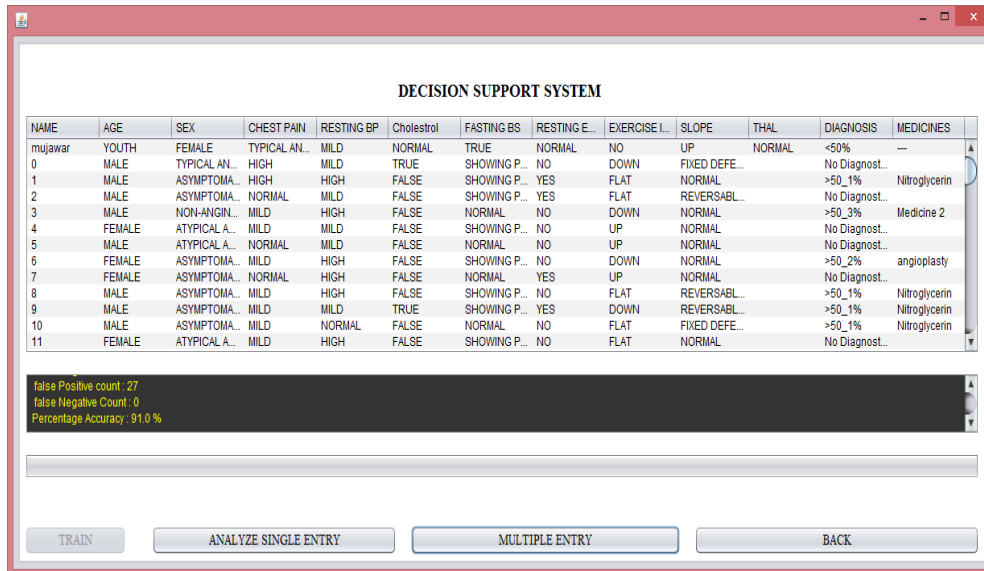 DECISION SUPPORT SYSTEM
NAME AGE SEX CHEST PAIN RESTING BP Cholestrol FASTING BS RESTING E... EXERCISE I... SLOPE THAL DIAGNOSIS MEDICINES
mujawar YOUTH FEMALE TYPICAL AN... MILD NORMAL TRUE NORMAL NO UP NORMAL <50% ---
0 MALE TYPICAL AN... HIGH MILD TRUE SHOWING P... NO DOWN FIXED DEFE... No Diagnost...
1 MALE ASYMPTOMA... HIGH HIGH FALSE SHOWING P... YES FLAT NORMAL >50_1% Nitroglycerin
2 MALE ASYMPTOMA... NORMAL MILD FALSE SHOWING P... YES FLAT REVERSABL... No Diagnost...
3 MALE NON-ANGIN... MILD HIGH FALSE NORMAL NO DOWN NORMAL >50_3% Medicine 2
4 FEMALE ATYPICAL A... MILD MILD FALSE SHOWING P... NO UP NORMAL No Diagnost...
5 MALE ATYPICAL A... NORMAL MILD FALSE NORMAL NO UP NORMAL No Diagnost...
6 FEMALE ASYMPTOMA... MILD HIGH FALSE SHOWING P... NO DOWN NORMAL >50_2% angioplasty
7 FEMALE ASYMPTOMA... NORMAL HIGH FALSE NORMAL YES UP NORMAL No Diagnost...
8 MALE ASYMPTOMA... MILD HIGH FALSE SHOWING P... NO FLAT REVERSABL... >50_1% Nitroglycerin
9 MALE ASYMPTOMA... MILD MILD TRUE SHOWING P... YES DOWN REVERSABL... >50_1% Nitroglycerin
10 MALE ASYMPTOMA... MILD NORMAL FALSE NORMAL NO FLAT FIXED DEFE... >50_1% Nitroglycerin
11 FEMALE ATYPICAL A... MILD HIGH FALSE SHOWING P... NO FLAT NORMAL No Diagnost...
false Positive count : 27
false Negative Count : 0
Percentage Accuracy : 91.0 %
TRAIN ANALYZE SINGLE ENTRY MULTIPLE ENTRY BACK